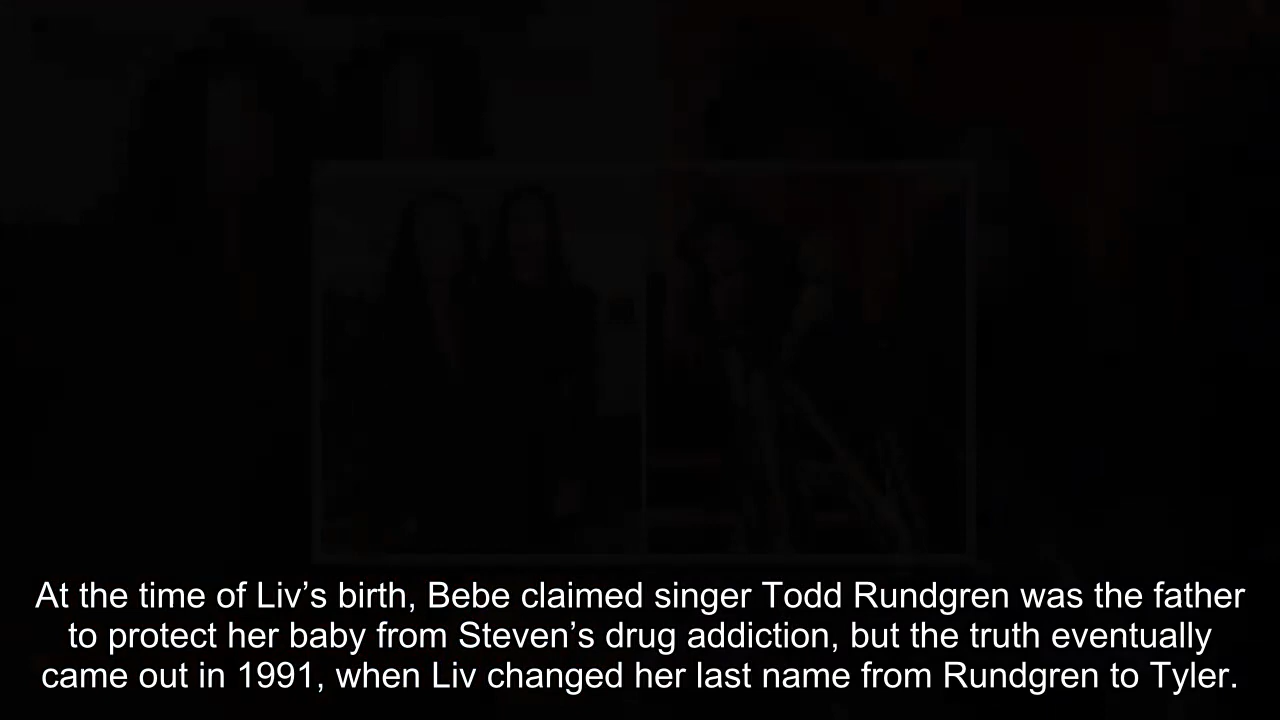 At the time of Liv’s birth, Bebe claimed singer Todd Rundgren was the father
to protect her baby from Steven’s drug addiction, but the truth eventually
came out in 1991, when Liv changed her last name from Rundgren to Tyler.